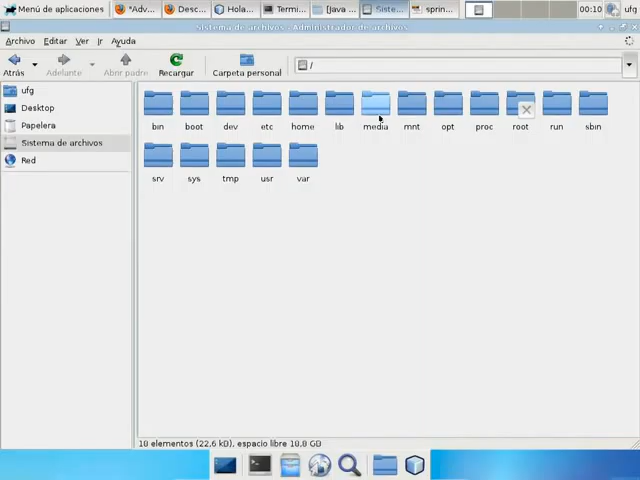 Menú de aplicaciones "Adv... Desc... Hola... Termi... [Java ... Siste... sprin... 00:10 ufg
Sistema de archivos - Administrador de archivos
Archivo Editar Ver Ir Ayuda
Atrás Adelante Abrir padre Recargar Carpeta personal /
ufg
Desktop
Papelera
Sistema de archivos
Red
bin boot dev etc home lib media mnt opt proc root run sbin
srv sys tmp usr var
18 elementos (22,6 kB), espacio libre 18,8 GB